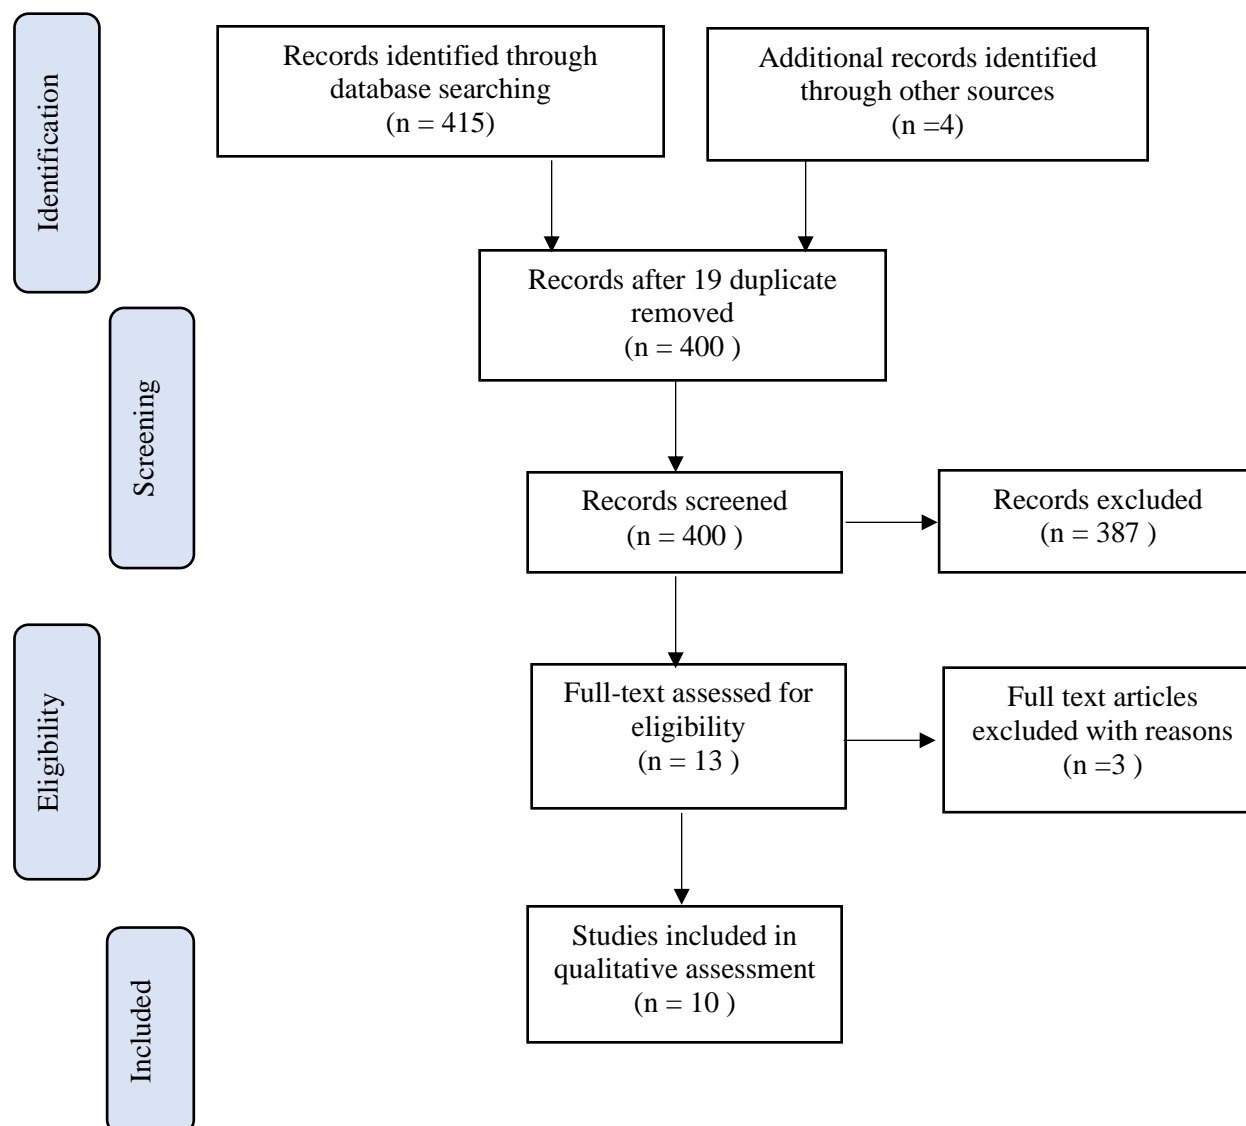 Identification
Records identified through
database searching
(n = 415)
Additional records identified
through other sources
(n =4)
Records after 19 duplicate
removed
(n = 400 )
Screening
Records screened
(n = 400 )
Records excluded
(n = 387 )
Eligibility
Full-text assessed for
eligibility
(n = 13 )
Full text articles
excluded with reasons
(n =3 )
Included
Studies included in
qualitative assessment
(n = 10 )